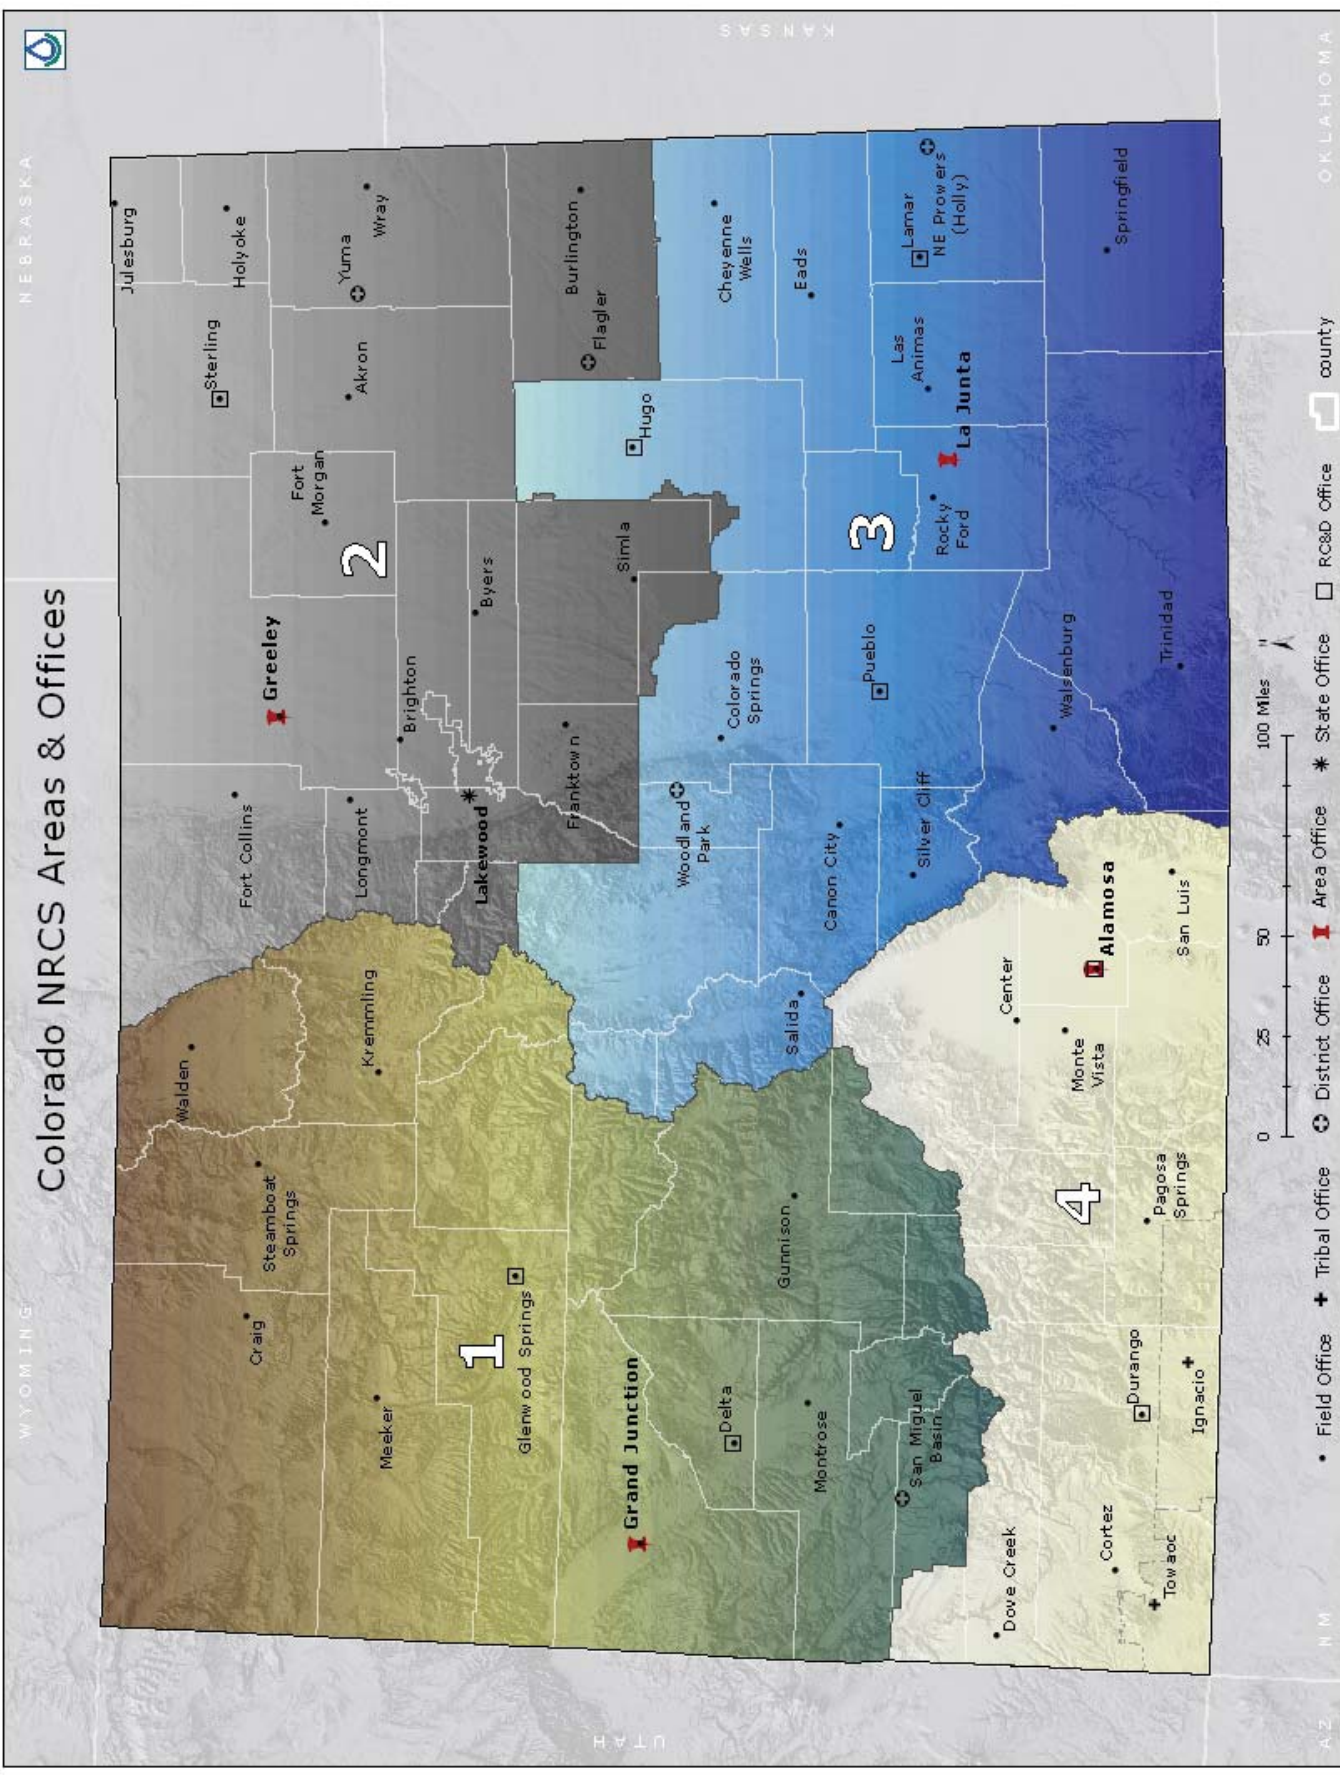 Colorado NRCS Areas & Offices
WYOMING
NEBRASKA
KANSAS
OKLAHOMA
NM
AZ
UTAH
Julesburg
Holyoke
Sterling
Yuma
Wray
Akron
Fort
Morgan
2
Greeley
Fort Collins
Longmont
Brighton
Byers
Lakewood
Franktown
Simla
Burlington
Flagler
Walden
Kremmling
Steamboat
Springs
Craig
Meeker
1
Glenwood Springs
Grand Junction
Delta
Montrose
Gunnison
San Miguel
Basin
Hugo
Cheyenne
Wells
Eads
Lamar
NE Prowers
(Holly)
Las
Animas
La Junta
Rocky
Ford
3
Pueblo
Colorado
Springs
Woodland
Park
Canon City
Silver Cliff
Salida
Walsenburg
Trinidad
Springfield
Center
Alamosa
San Luis
Monte
Vista
4
Pagosa
Springs
Durango
Ignacio
Cortez
Towaoc
Dove Creek
0
25
50
100 Miles
N
Field Office
Tribal Office
District Office
Area Office
State Office
RC&D Office
county